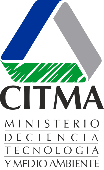 CITMA
MINISTERIO
DE CIENCIA
TECNOLOGIA
Y MEDIO AMBIENTE